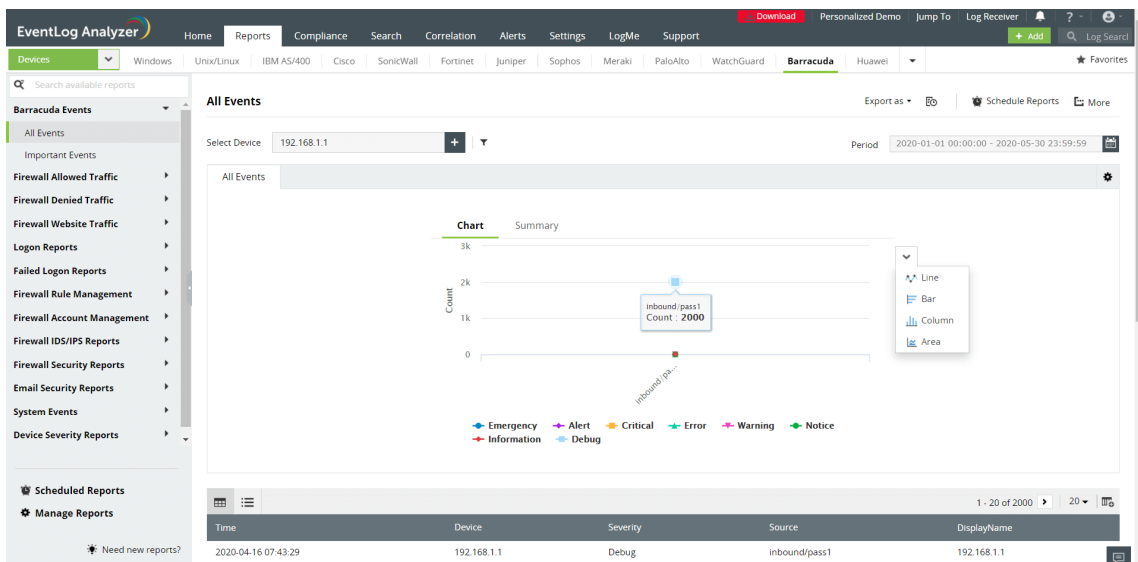 Download Personalized Demo Jump To Log Receiver ?
EventLog Analyzer
Home Reports Compliance Search Correlation Alerts Settings LogMe Support + Add Log Searcl
Devices Windows Unix/Linux IBM AS/400 Cisco SonicWall Fortinet Juniper Sophos Meraki PaloAlto WatchGuard Barracuda Huawei Favorites
Search available reports
Barracuda Events
All Events
Important Events
Firewall Allowed Traffic
Firewall Denied Traffic
Firewall Website Traffic
Logon Reports
Failed Logon Reports
Firewall Rule Management
Firewall Account Management
Firewall IDS/IPS Reports
Firewall Security Reports
Email Security Reports
System Events
Device Severity Reports
Scheduled Reports
Manage Reports
Need new reports?
All Events Export as Schedule Reports More
Select Device 192.168.1.1 + Period 2020-01-01 00:00:00 - 2020-05-30 23:59:59
All Events
Chart Summary
3k
2k
1k
0
Count
inbound/pass1
Count : 2000
inbound/pa...
Line
Bar
Column
Area
Emergency Alert Critical Error Warning Notice
Information Debug
1 - 20 of 2000 20
Time Device Severity Source DisplayName
2020-04-16 07:43:29 192.168.1.1 Debug inbound/pass1 192.168.1.1